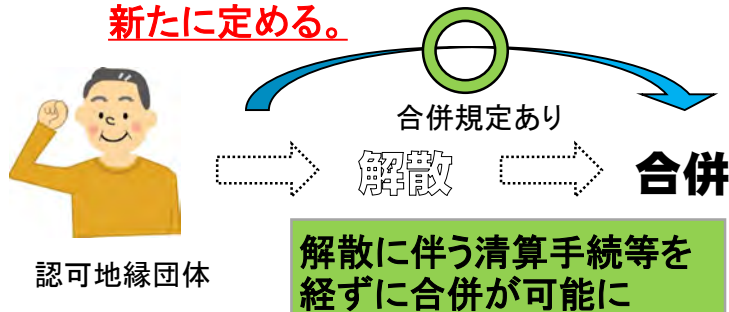 新たに定める。
合併規定あり
解散
合併
認可地縁団体
解散に伴う清算手続等を
経ずに合併が可能に